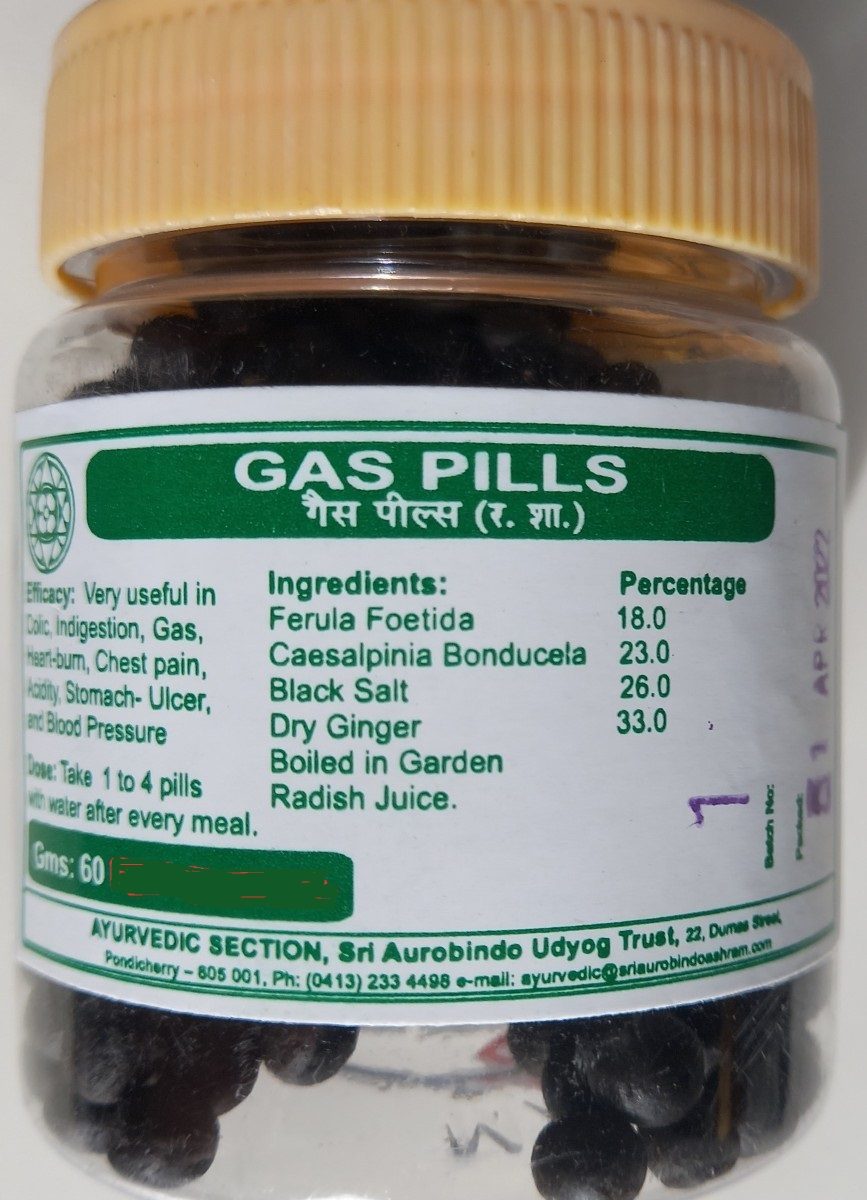 GAS PILLS
गैस पील्स (र. शा.)
Efficacy: Very useful in
Colic, Indigestion, Gas,
Heart-burn, Chest pain,
Acidity, Stomach- Ulcer,
and Blood Pressure
Dose: Take 1 to 4 pills
with water after every meal.
Gms: 60
Ingredients: Percentage
Ferula Foetida 18.0
Caesalpinia Bonducela 23.0
Black Salt 26.0
Dry Ginger 33.0
Boiled in Garden
Radish Juice.
Batch No:
Packed: 1 APR 2022
AYURVEDIC SECTION, Sri Aurobindo Udyog Trust, 22, Dumas Street,
Pondicherry – 605 001, Ph: (0413) 233 4498 e-mail: ayurvedic@sriaurobindoashram.com